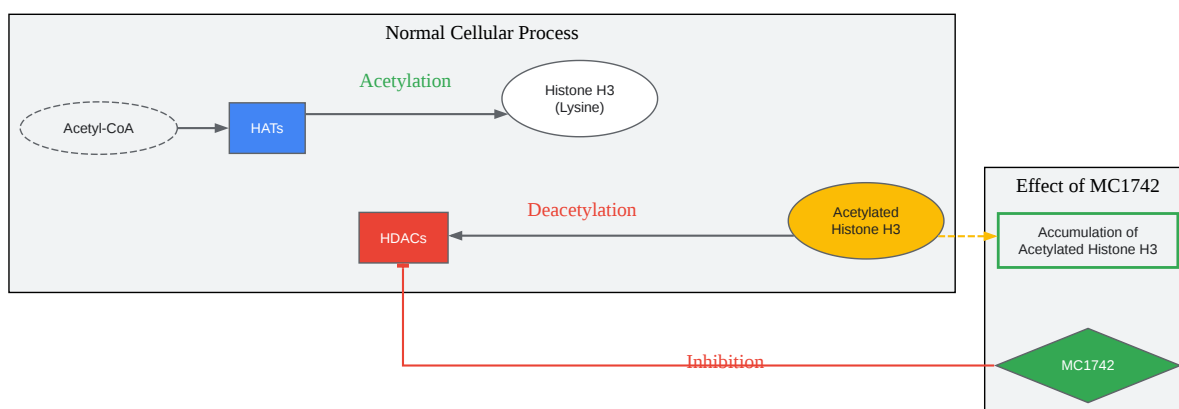 Normal Cellular Process
Acetylation
Histone H3
(Lysine)
Acetyl-CoA
HATs
Effect of MC1742
Deacetylation
Acetylated
Histone H3
HDACs
Accumulation of
Acetylated Histone H3
Inhibition
MC1742